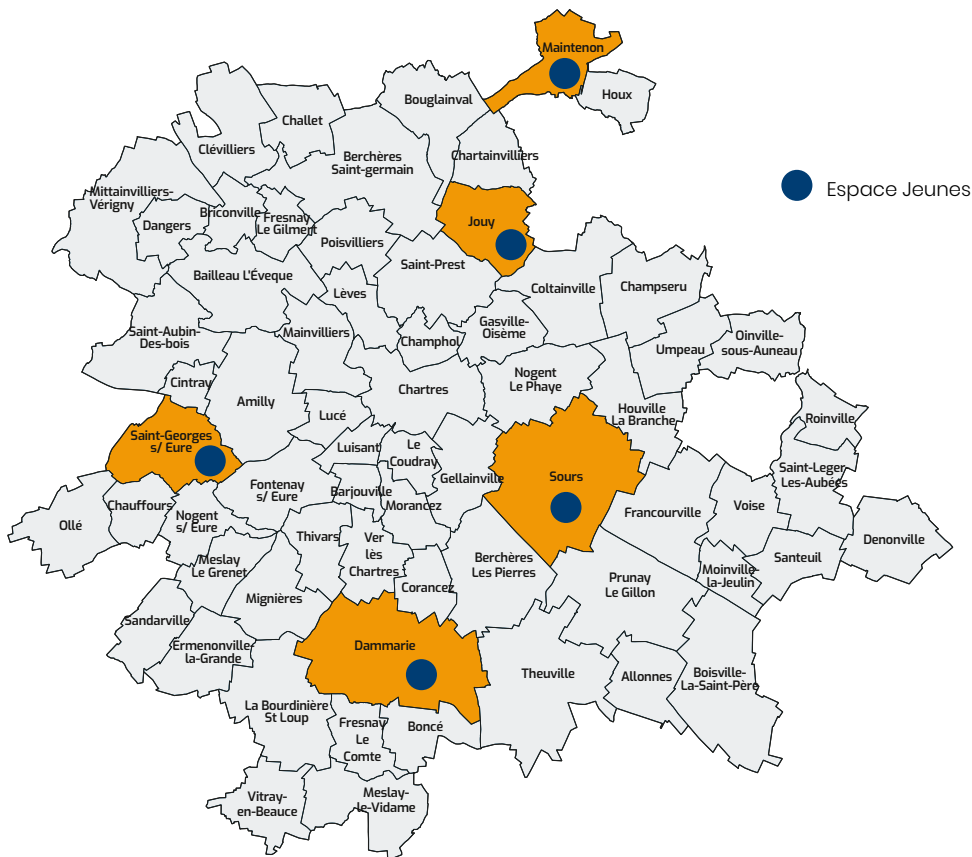 Maintenon
Houx
Bouglainval
Challet
Clévilliers
Berchères
Saint-germain
Chartainvilliers
Espace Jeunes
Mittainvilliers-
Vérigny
Dangers
Briconville
Fresnay
Le Gilmert
Jouy
Poisvilliers
Saint-Prest
Bailleau L'Éveque
Lèves
Coltainville
Champseru
Saint-Aubin-
Des-bois
Mainvilliers
Champhol
Gasville-
Oisème
Umpeau
Oinville-
sous-Auneau
Cintray
Amilly
Chartres
Nogent
Le Phaye
Lucé
Houville
La Branche
Roinville
Saint-Georges
s/ Eure
Luisant
Le
Coudray
Gellainville
Sours
Saint-Leger
Les-Aubées
Fontenay
s/ Eure
Barjouville
Morancez
Chauffours
Ollé
Nogent
s/ Eure
Francourville
Voise
Denonville
Thivars
Ver
lès
Chartres
Meslay
Le Grenet
Berchères
Les Pierres
Moinville-
la-Jeulin
Santeuil
Prunay
Le Gillon
Corancez
Mignières
Sandarville
Ermenonville-
la-Grande
Dammarie
Theuville
Allonnes
Boisville-
La-Saint-Père
La Bourdinière
St Loup
Fresnay
Le
Comte
Boncé
Vitray-
en-Beauce
Meslay-
le-Vidame